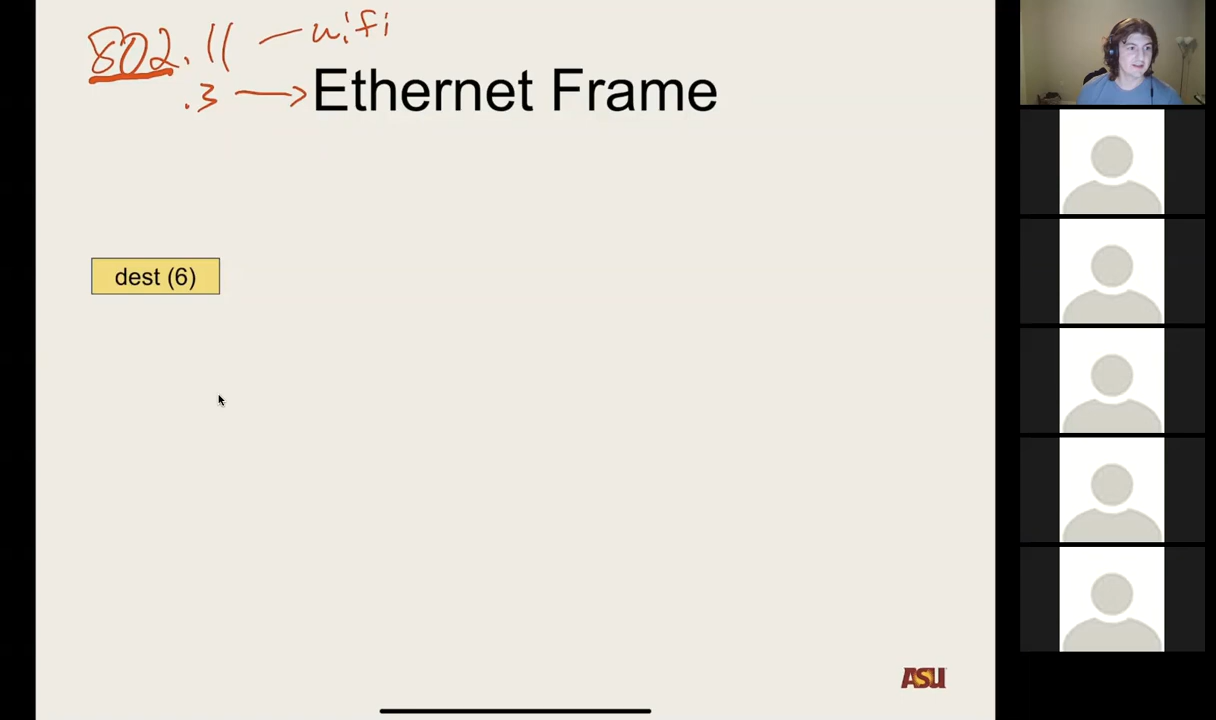 802.11 — wifi
.3 → Ethernet Frame
dest (6)
ASU